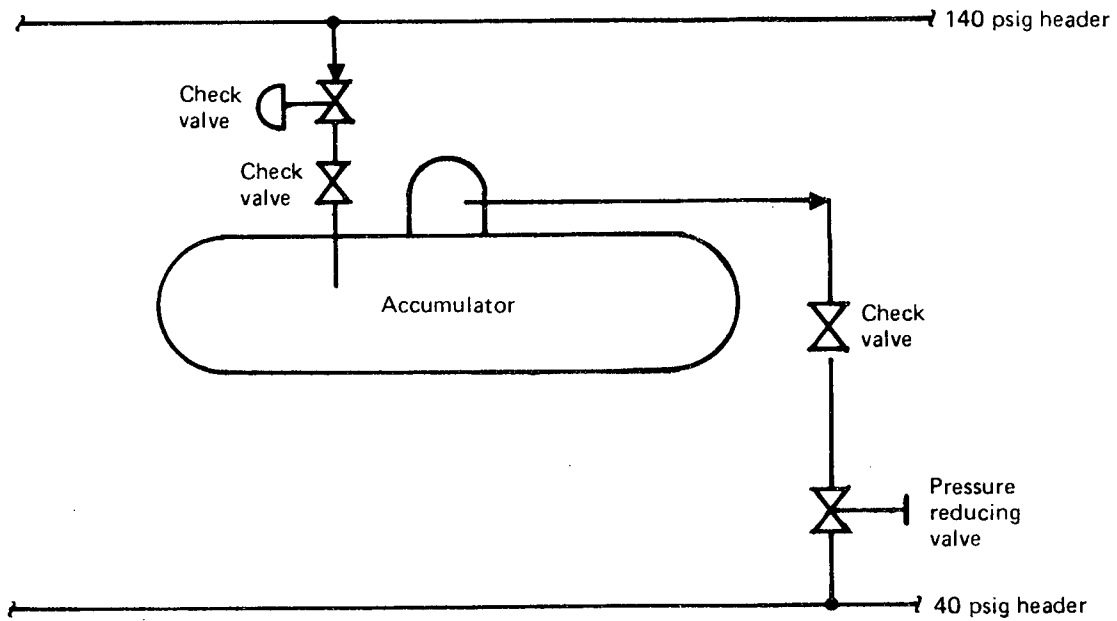 140 psig header
Check
valve
Check
valve
Accumulator
Check
valve
Pressure
reducing
valve
40 psig header